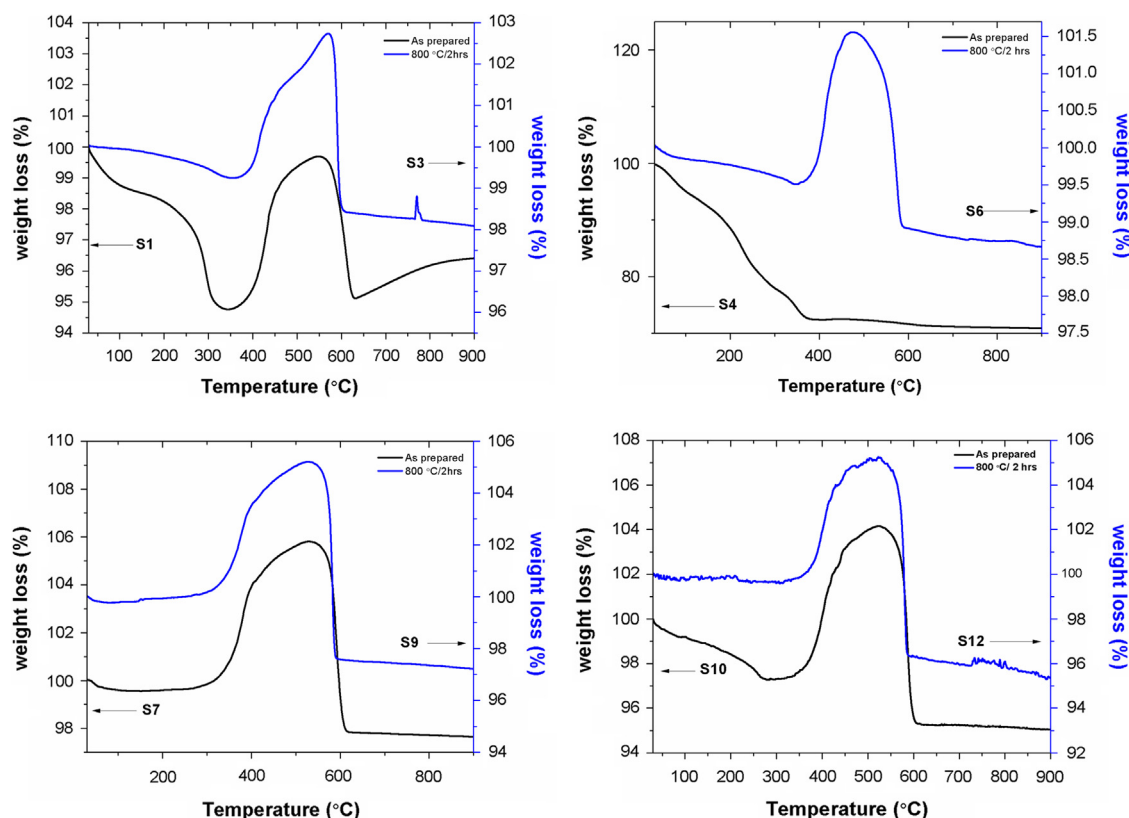 104
103
102
101
100
99
98
97
96
95
94
weight loss (%)
100 200 300 400 500 600 700 800 900
Temperature (°C)
103
102
101
100
99
98
97
96
weight loss (%)
As prepared
800 °C/2hrs
S3
S1
120
100
80
weight loss (%)
200 400 600 800
Temperature (°C)
101.5
101.0
100.5
100.0
99.5
99.0
98.5
98.0
97.5
weight loss (%)
As prepared
800 °C/2 hrs
S6
S4
110
108
106
104
102
100
98
weight loss (%)
200 400 600 800
Temperature (°C)
106
104
102
100
98
96
94
weight loss (%)
As prepared
800 °C/2hrs
S9
S7
108
106
104
102
100
98
96
94
weight loss (%)
100 200 300 400 500 600 700 800 900
Temperature (°C)
106
104
102
100
98
96
94
92
weight loss (%)
As prepared
800 °C/ 2 hrs
S12
S10